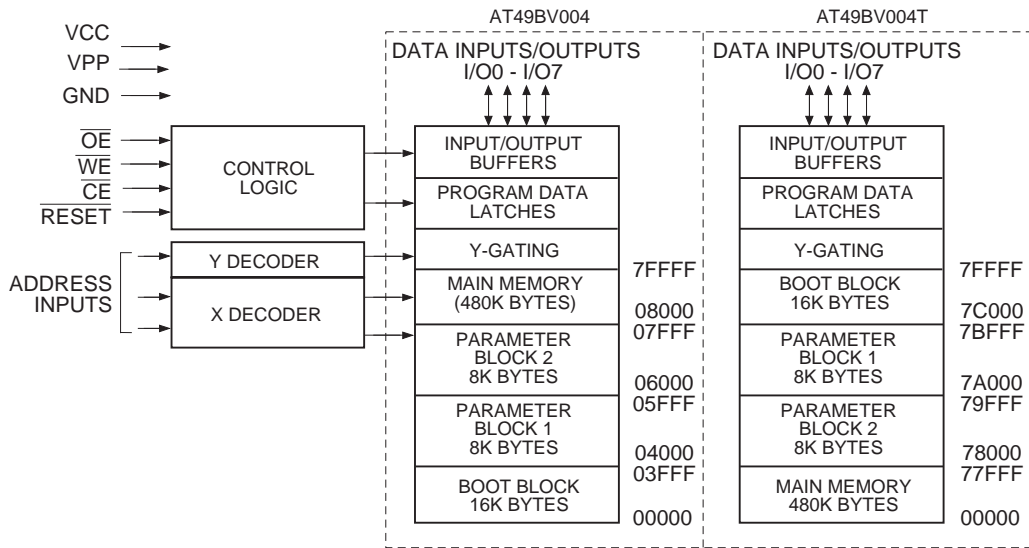 AT49BV004
AT49BV004T
VCC
VPP
GND
OE
WE
CE
RESET
ADDRESS
INPUTS
CONTROL
LOGIC
Y DECODER
X DECODER
DATA INPUTS/OUTPUTS
I/O0 - I/O7
INPUT/OUTPUT
BUFFERS
PROGRAM DATA
LATCHES
Y-GATING
MAIN MEMORY
(480K BYTES)
PARAMETER
BLOCK 2
8K BYTES
PARAMETER
BLOCK 1
8K BYTES
BOOT BLOCK
16K BYTES
7FFFF
08000
07FFF
06000
05FFF
04000
03FFF
00000
DATA INPUTS/OUTPUTS
I/O0 - I/O7
INPUT/OUTPUT
BUFFERS
PROGRAM DATA
LATCHES
Y-GATING
BOOT BLOCK
16K BYTES
PARAMETER
BLOCK 1
8K BYTES
PARAMETER
BLOCK 2
8K BYTES
MAIN MEMORY
480K BYTES
7FFFF
7C000
7BFFF
7A000
79FFF
78000
77FFF
00000